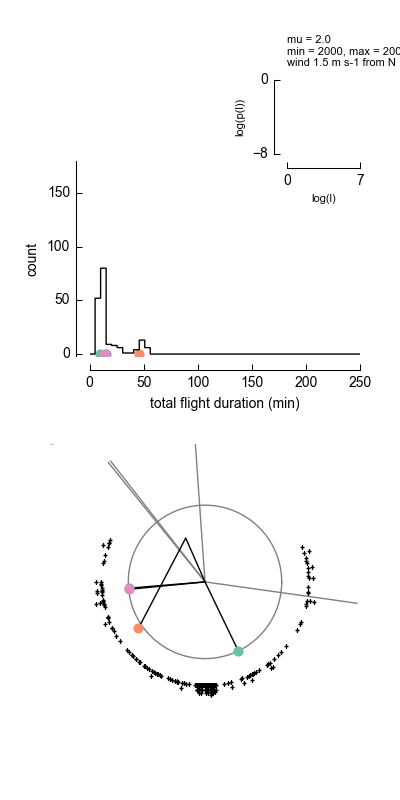 mu = 2.0
min = 2000, max = 200
wind 1.5 m s-1 from N
0
log(p(l))
−8
0 7
log(l)
150
100
50
0
count
0 50 100 150 200 250
total flight duration (min)